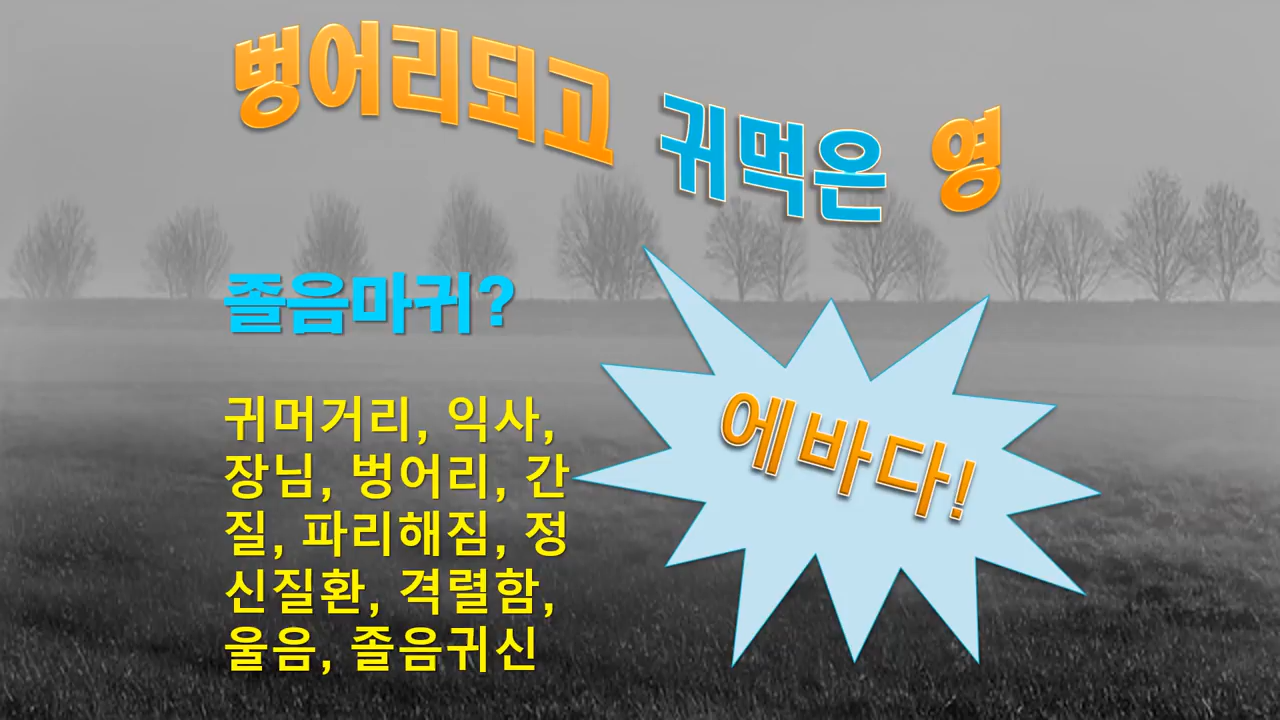 벙어리되고 귀먹은 영
졸음마귀?
귀머거리, 익사,
장님, 벙어리, 간
질, 파리해짐, 정
신질환, 격렬함,
울음, 졸음귀신
에바다!